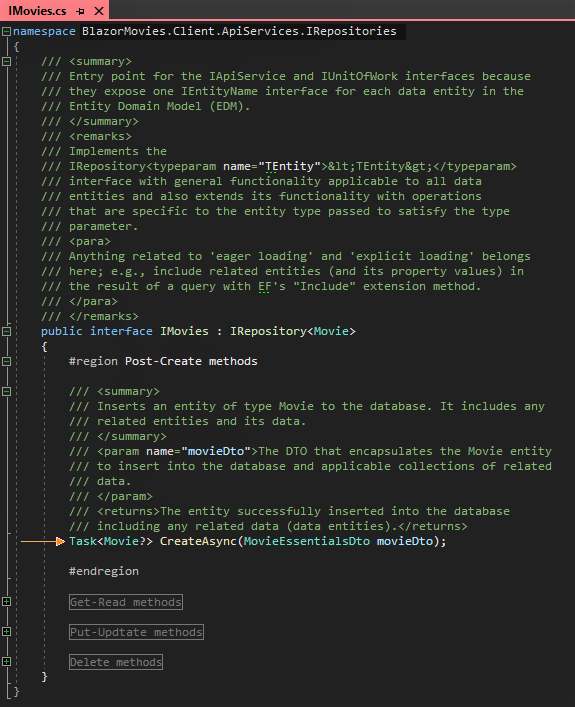 IMovies.cs
namespace BlazorMovies.Client.ApiServices.IRepositories
{
/// <summary>
/// Entry point for the IApiService and IUnitOfWork interfaces because
/// they expose one IEntityName interface for each data entity in the
/// Entity Domain Model (EDM).
/// </summary>
/// <remarks>
/// Implements the
/// IRepository<typeparam name="TEntity">&lt;TEntity&gt;</typeparam>
/// interface with general functionality applicable to all data
/// entities and also extends its functionality with operations
/// that are specific to the entity type passed to satisfy the type
/// parameter.
/// <para>
/// Anything related to 'eager loading' and 'explicit loading' belongs
/// here; e.g., include related entities (and its property values) in
/// the result of a query with EF's "Include" extension method.
/// </para>
/// </remarks>
public interface IMovies : IRepository<Movie>
{
#region Post-Create methods
/// <summary>
/// Inserts an entity of type Movie to the database. It includes any
/// related entities and its data.
/// </summary>
/// <param name="movieDto">The DTO that encapsulates the Movie entity
/// to insert into the database and applicable collections of related
/// data.
/// </param>
/// <returns>The entity successfully inserted into the database
/// including any related data (data entities).</returns>
Task<Movie?> CreateAsync(MovieEssentialsDto movieDto);
#endregion
Get-Read methods
Put-Updtate methods
Delete methods
}
}